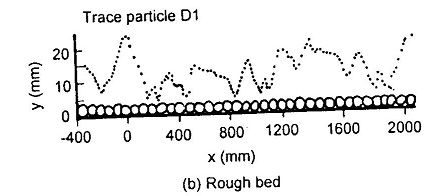 Trace particle D1
20
10
0
y (mm)
-400 0 400 800 1200 1600 2000
x (mm)
(b) Rough bed